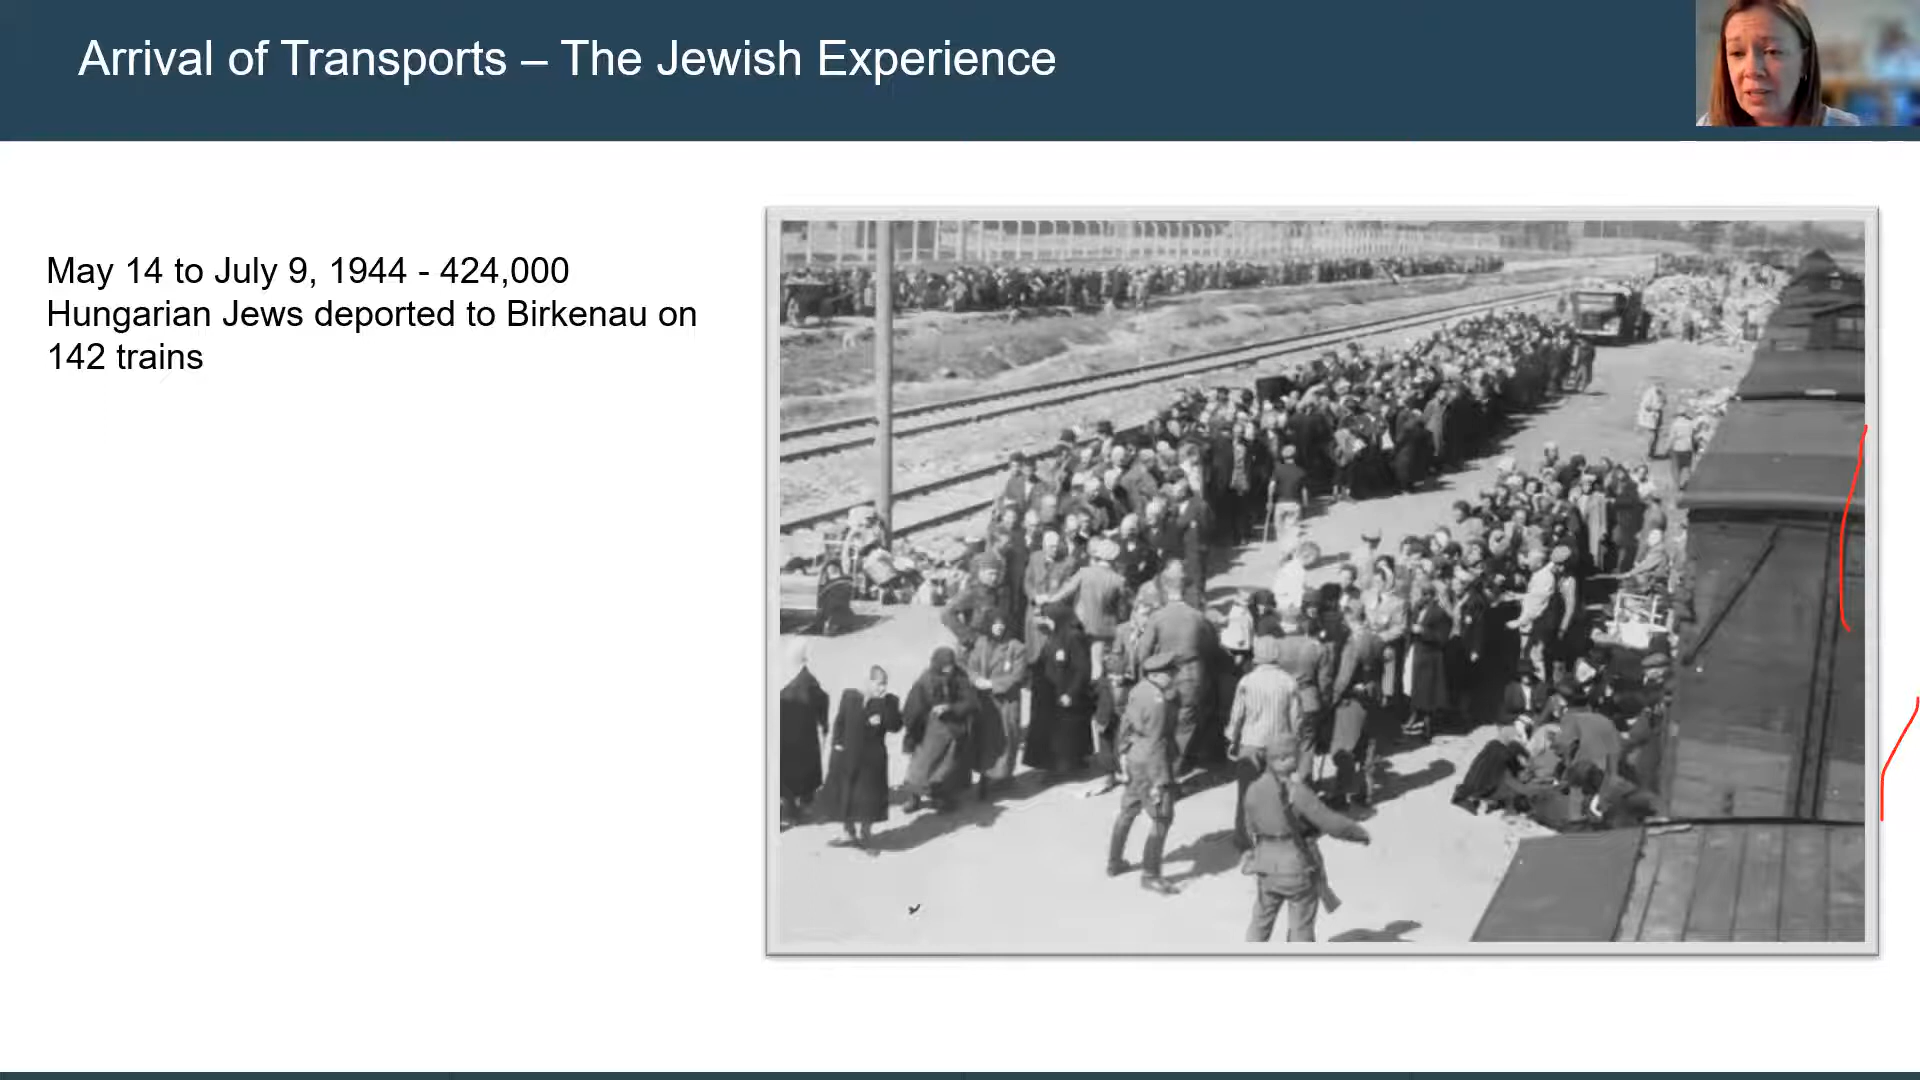 Arrival of Transports – The Jewish Experience
May 14 to July 9, 1944 - 424,000
Hungarian Jews deported to Birkenau on
142 trains